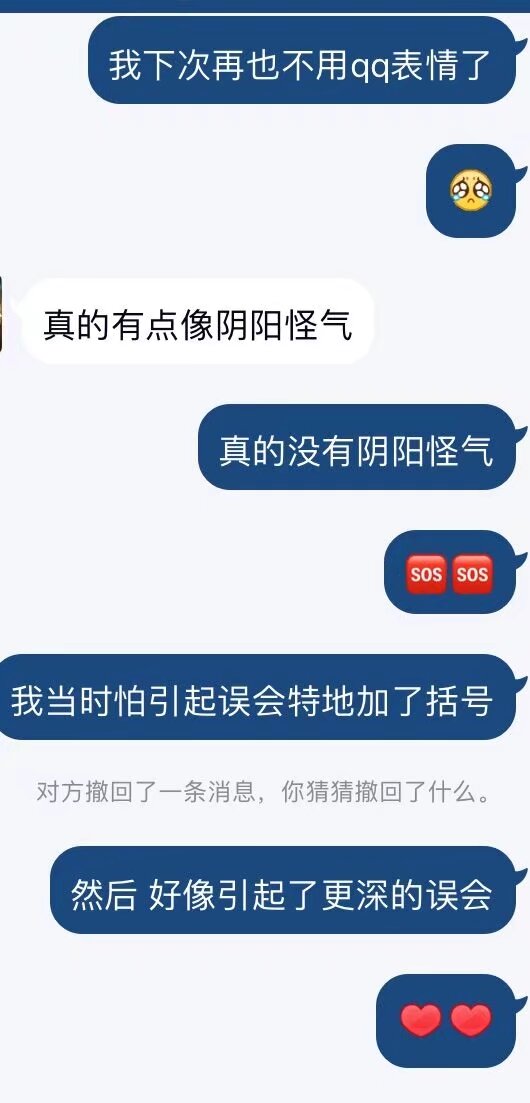 我下次再也不用qq表情了
真的有点像阴阳怪气
真的没有阴阳怪气
SOS SOS
我当时怕引起误会特地加了括号
对方撤回了一条消息，你猜猜撤回了什么。
然后 好像引起了更深的误会